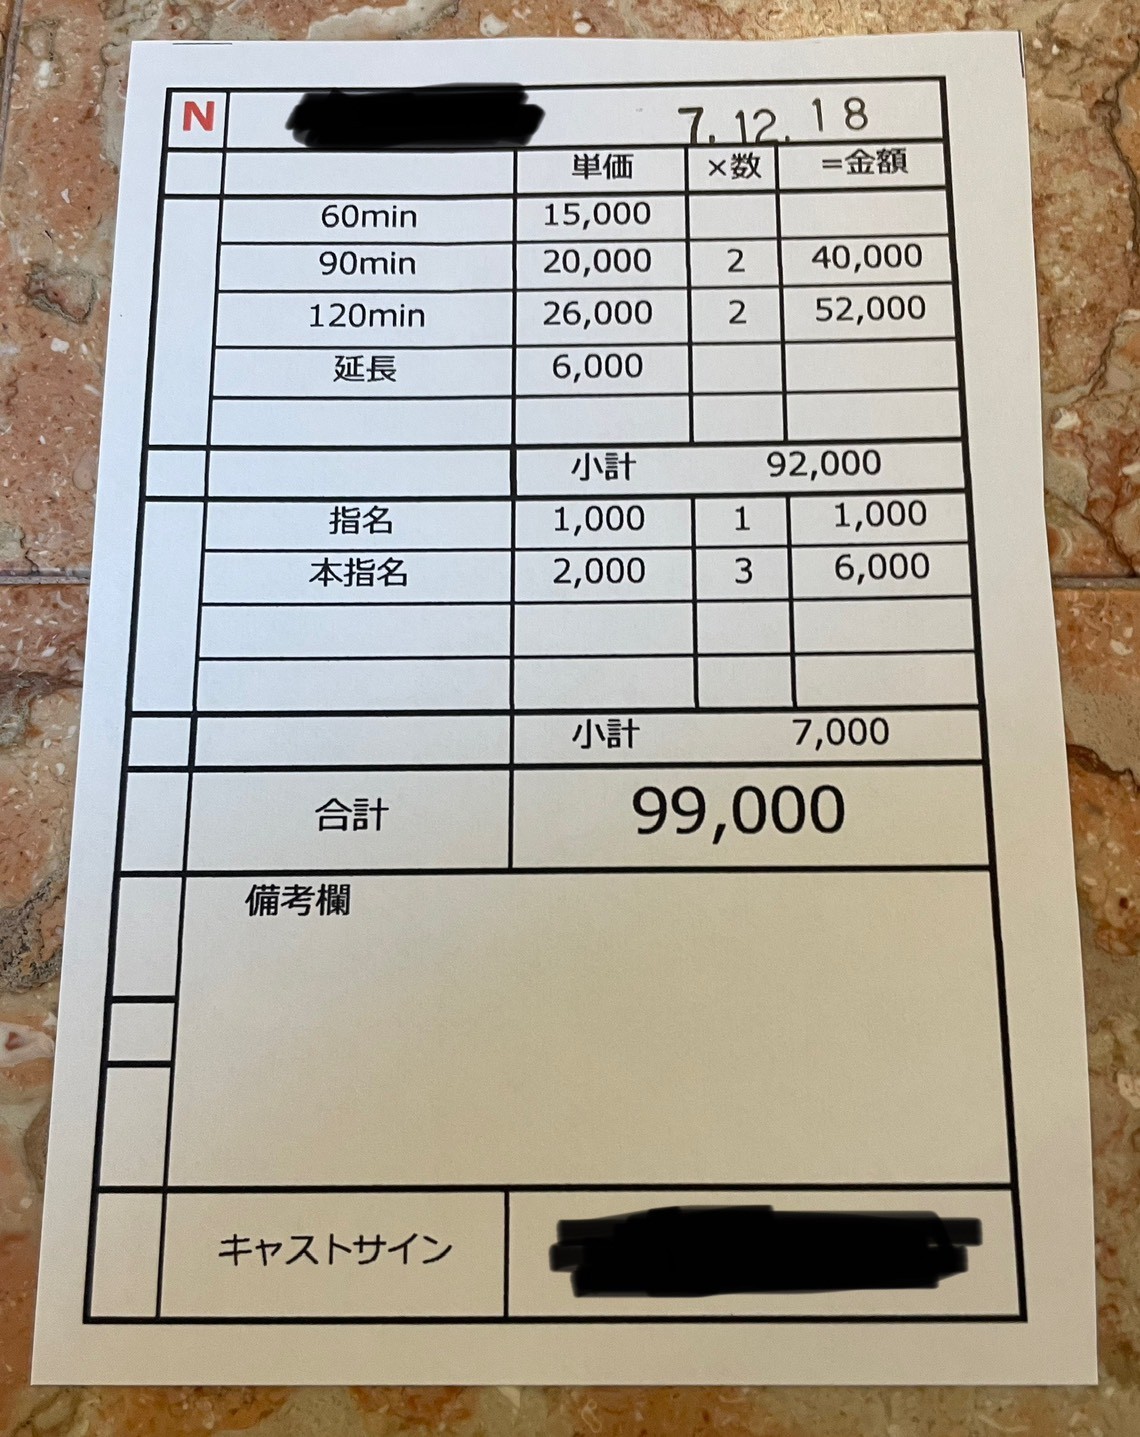 N 7.12.18
単価 ×数 =金額
60min 15,000
90min 20,000 2 40,000
120min 26,000 2 52,000
延長 6,000
小計 92,000
指名 1,000 1 1,000
本指名 2,000 3 6,000
小計 7,000
合計 99,000
備考欄
キャストサイン